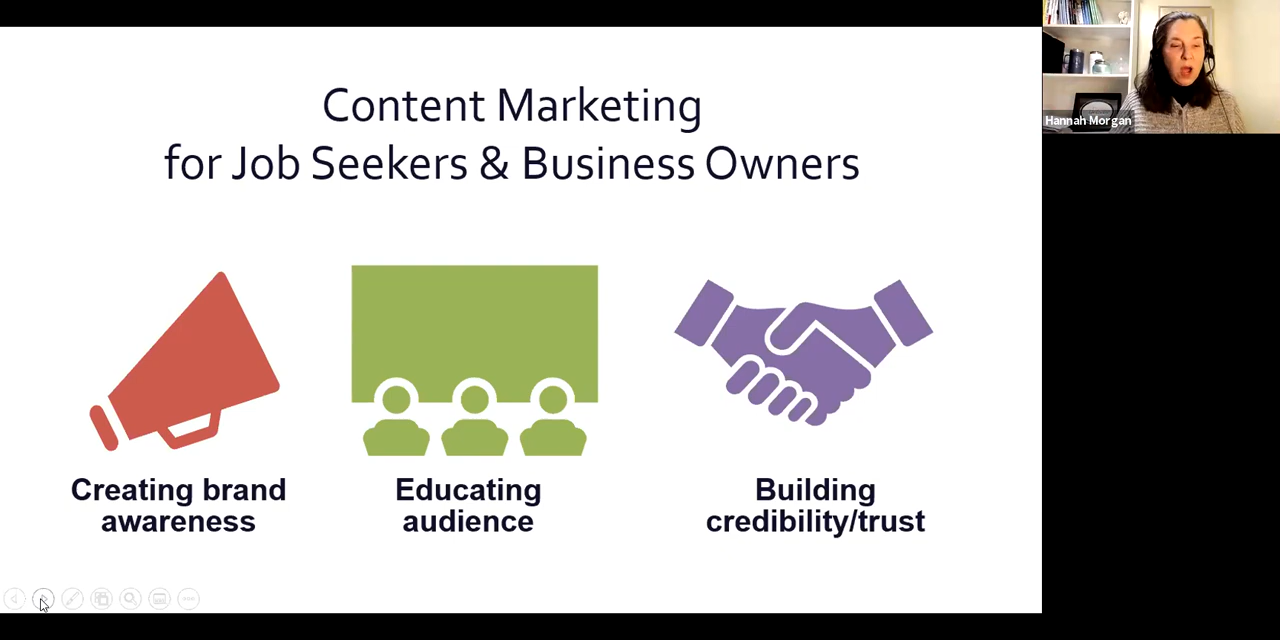 Content Marketing
for Job Seekers & Business Owners
Hannah Morgan
Creating brand
awareness
Educating
audience
Building
credibility/trust